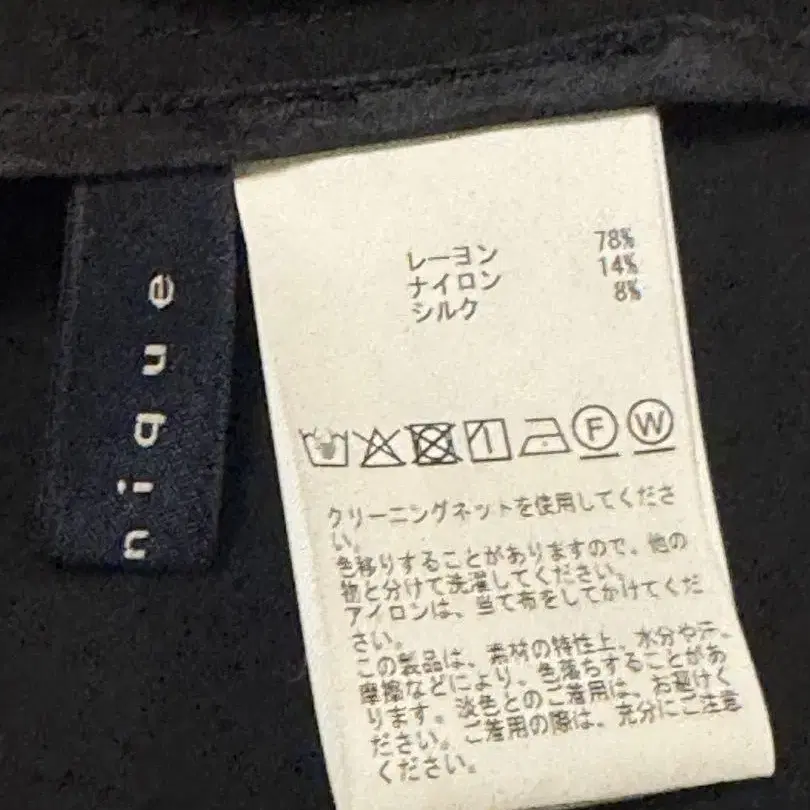 nique
レーヨン 78%
ナイロン 14%
シルク 8%
F W
クリーニングネットを使用してくださ
い。
色移りすることがありますので、他の
物と分けて洗濯してください。
アイロンは、当て布をしてかけてくだ
さい。
この製品は、素材の特性上、水分や汗、
摩擦などにより、色落ちすることがあ
ります。淡色とのご着用は、お避けく
ださい。ご着用の際は、充分にご注意
ください。